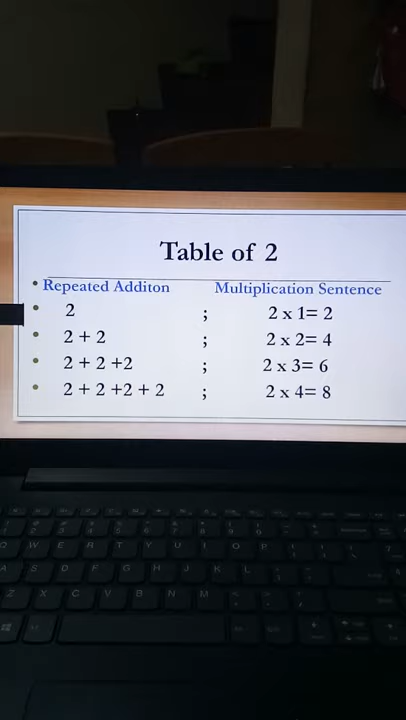 Table of 2
• Repeated Additon Multiplication Sentence
• 2 ; 2 x 1= 2
• 2 + 2 ; 2 x 2= 4
• 2 + 2 +2 ; 2 x 3= 6
• 2 + 2 +2 + 2 ; 2 x 4= 8
W E R T Y U I O P
A S D F G H J K L
Z X C V B N M